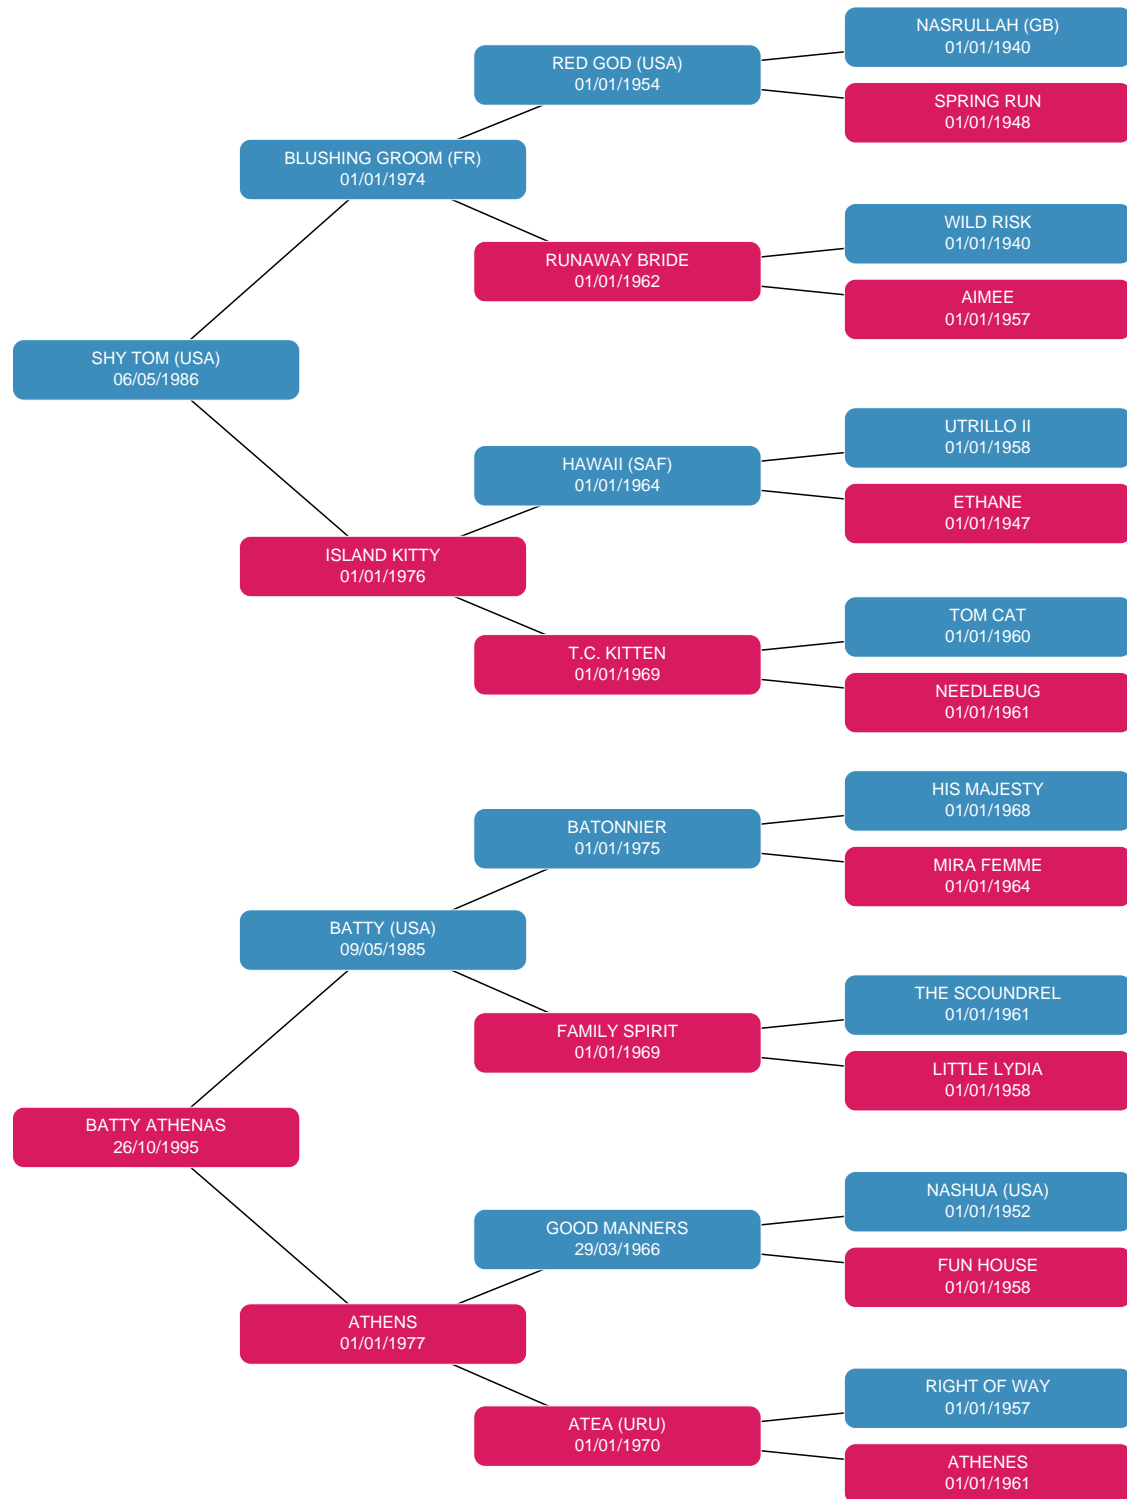 NASRULLAH (GB)
01/01/1940
RED GOD (USA)
01/01/1954
SPRING RUN
01/01/1948
BLUSHING GROOM (FR)
01/01/1974
WILD RISK
01/01/1940
RUNAWAY BRIDE
01/01/1962
AIMEE
01/01/1957
SHY TOM (USA)
06/05/1986
UTRILLO II
01/01/1958
HAWAII (SAF)
01/01/1964
ETHANE
01/01/1947
ISLAND KITTY
01/01/1976
TOM CAT
01/01/1960
T.C. KITTEN
01/01/1969
NEEDLEBUG
01/01/1961
HIS MAJESTY
01/01/1968
BATONNIER
01/01/1975
MIRA FEMME
01/01/1964
BATTY (USA)
09/05/1985
THE SCOUNDREL
01/01/1961
FAMILY SPIRIT
01/01/1969
LITTLE LYDIA
01/01/1958
BATTY ATHENAS
26/10/1995
NASHUA (USA)
01/01/1952
GOOD MANNERS
29/03/1966
FUN HOUSE
01/01/1958
ATHENS
01/01/1977
RIGHT OF WAY
01/01/1957
ATEA (URU)
01/01/1970
ATHENES
01/01/1961